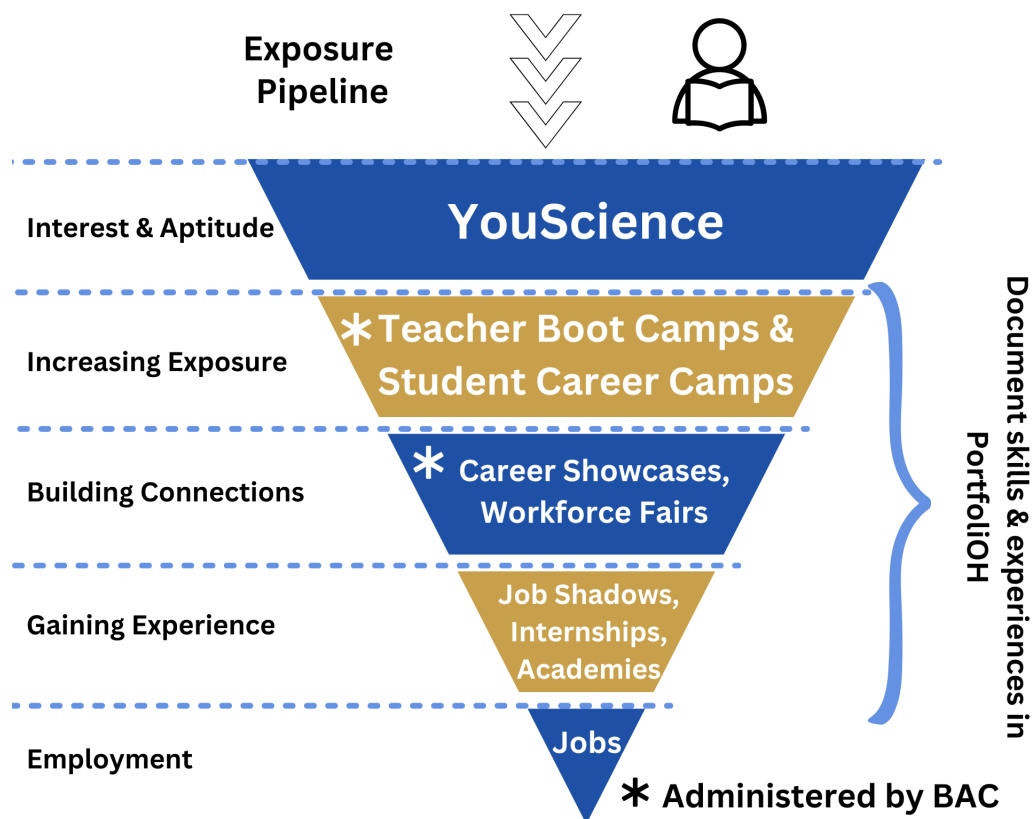 Exposure
Pipeline
Interest & Aptitude
YouScience
Increasing Exposure
* Teacher Boot Camps &
Student Career Camps
Building Connections
* Career Showcases,
Workforce Fairs
Gaining Experience
Job Shadows,
Internships,
Academies
Employment
Jobs
Document skills & experiences in
PortfoliOH
* Administered by BAC